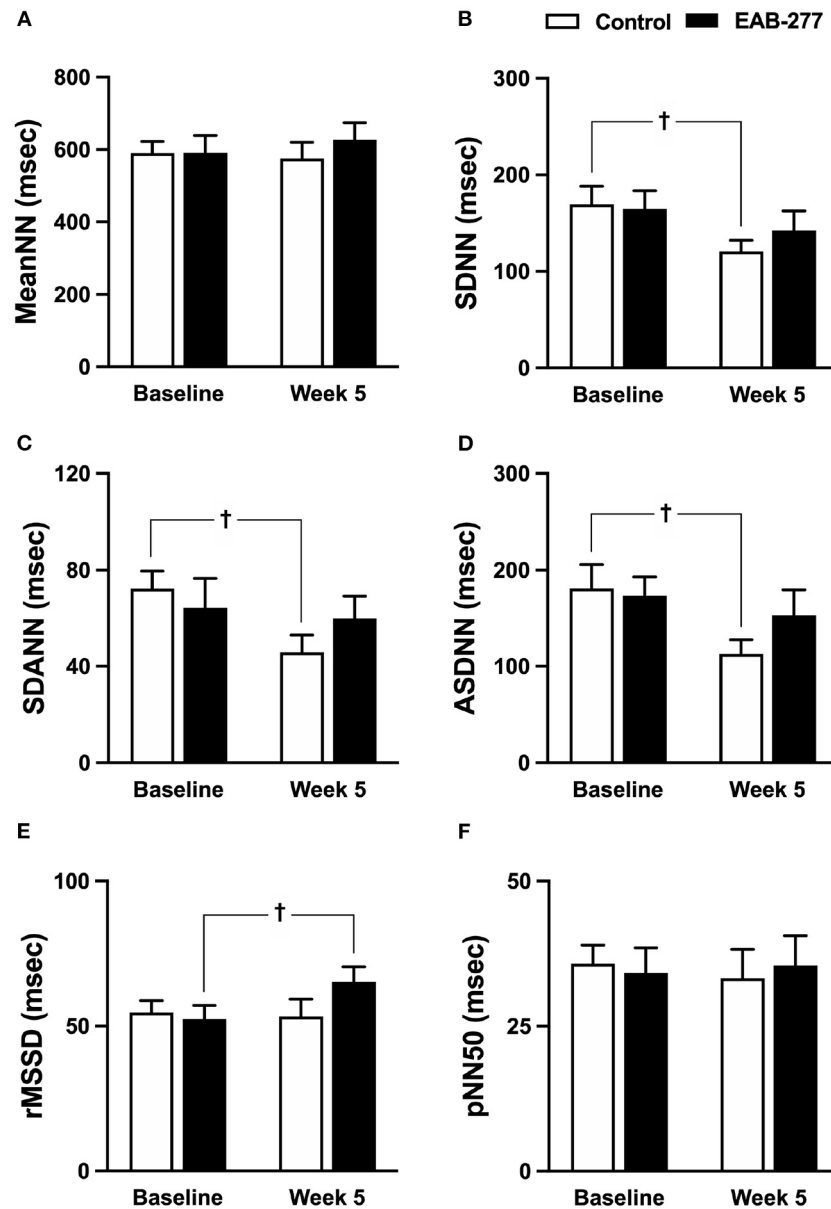 A
B
Control EAB-277
MeanNN (msec)
800
600
400
200
0
Baseline Week 5
SDNN (msec)
300
200
100
0
†
Baseline Week 5
C
SDANN (msec)
120
80
40
0
†
Baseline Week 5
D
ASDNN (msec)
300
200
100
0
†
Baseline Week 5
E
rMSSD (msec)
100
50
0
†
Baseline Week 5
F
pNN50 (msec)
50
25
0
Baseline Week 5